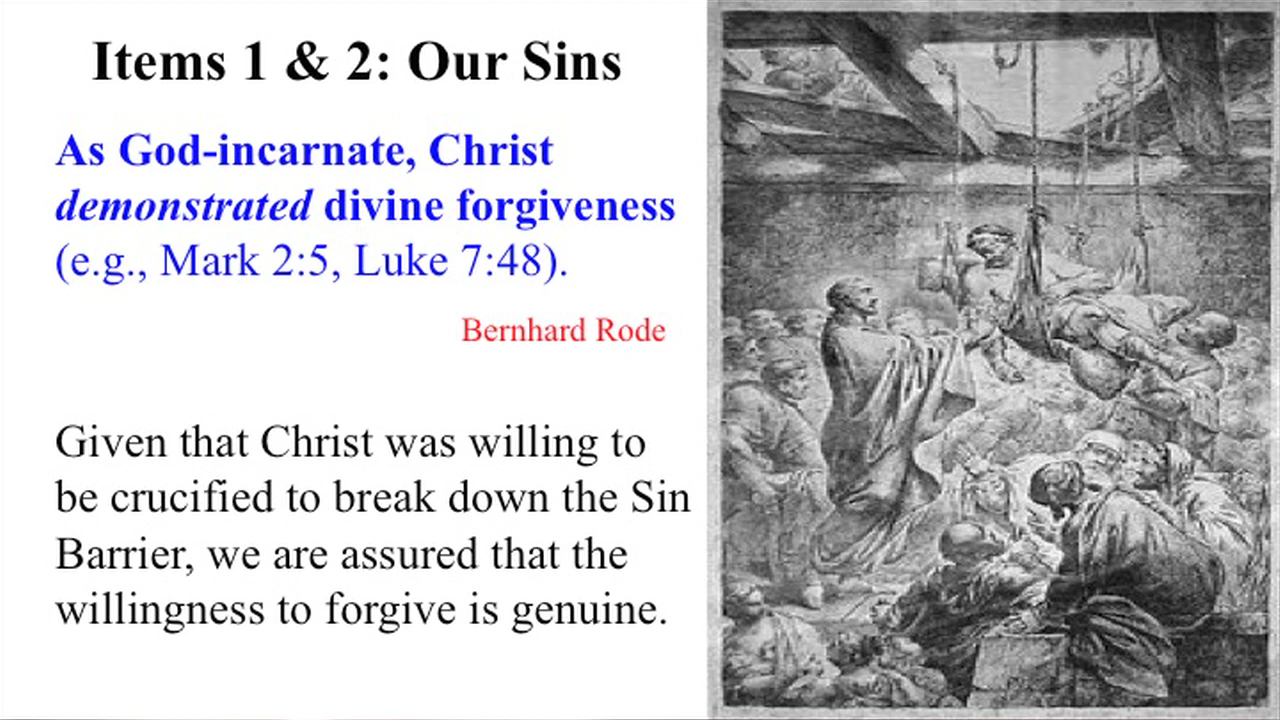 Items 1 & 2: Our Sins
As God-incarnate, Christ
demonstrated divine forgiveness
(e.g., Mark 2:5, Luke 7:48).
Bernhard Rode
Given that Christ was willing to
be crucified to break down the Sin
Barrier, we are assured that the
willingness to forgive is genuine.